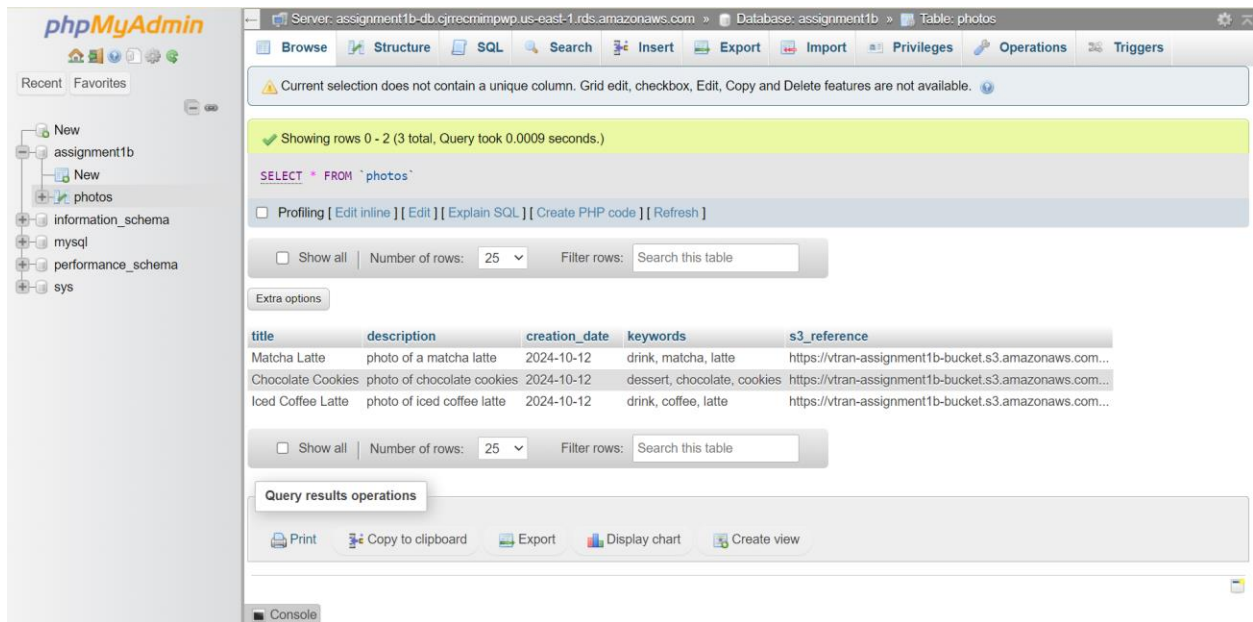 phpMyAdmin
Recent Favorites
New
assignment1b
New
photos
information_schema
mysql
performance_schema
sys
Server: assignment1b-db.cjrrecmimpwp.us-east-1.rds.amazonaws.com » Database: assignment1b » Table: photos
Browse Structure SQL Search Insert Export Import Privileges Operations Triggers
Current selection does not contain a unique column. Grid edit, checkbox, Edit, Copy and Delete features are not available.
Showing rows 0 - 2 (3 total, Query took 0.0009 seconds.)
SELECT * FROM `photos`
Profiling [ Edit inline ] [ Edit ] [ Explain SQL ] [ Create PHP code ] [ Refresh ]
Show all | Number of rows: 25 Filter rows: Search this table
Extra options
title description creation_date keywords s3_reference
Matcha Latte photo of a matcha latte 2024-10-12 drink, matcha, latte https://vtran-assignment1b-bucket.s3.amazonaws.com...
Chocolate Cookies photo of chocolate cookies 2024-10-12 dessert, chocolate, cookies https://vtran-assignment1b-bucket.s3.amazonaws.com...
Iced Coffee Latte photo of iced coffee latte 2024-10-12 drink, coffee, latte https://vtran-assignment1b-bucket.s3.amazonaws.com...
Show all | Number of rows: 25 Filter rows: Search this table
Query results operations
Print Copy to clipboard Export Display chart Create view
Console